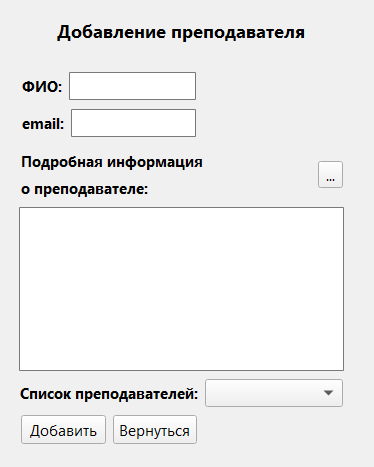 Добавление преподавателя
ФИО:
email:
Подробная информация
о преподавателе:
...
Список преподавателей:
Добавить
Вернуться